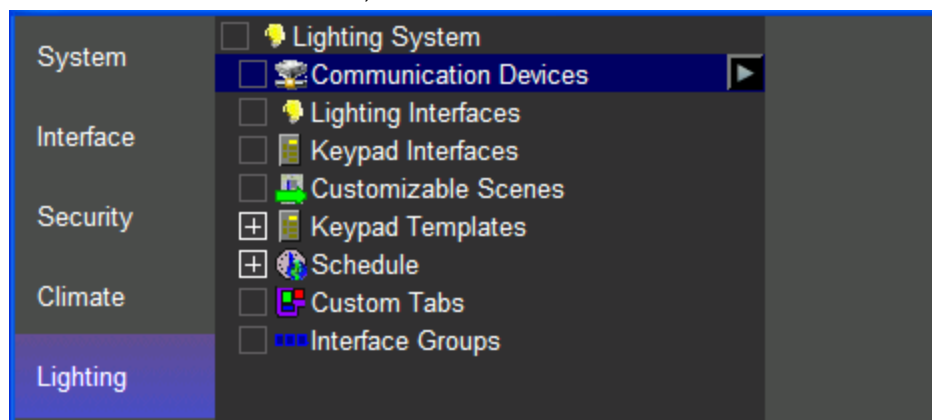 System
Interface
Security
Climate
Lighting
Lighting System
Communication Devices
Lighting Interfaces
Keypad Interfaces
Customizable Scenes
Keypad Templates
Schedule
Custom Tabs
Interface Groups